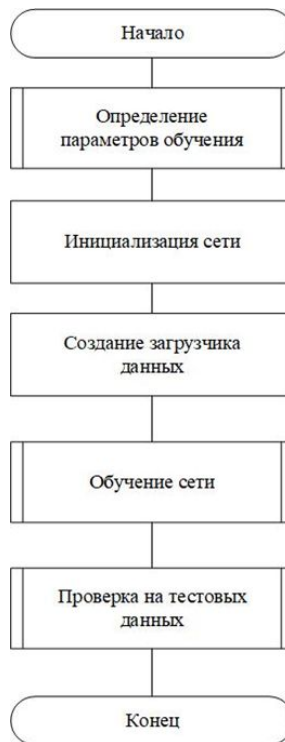 Начало
Определение
параметров обучения
Инициализация сети
Создание загрузчика
данных
Обучение сети
Проверка на тестовых
данных
Конец